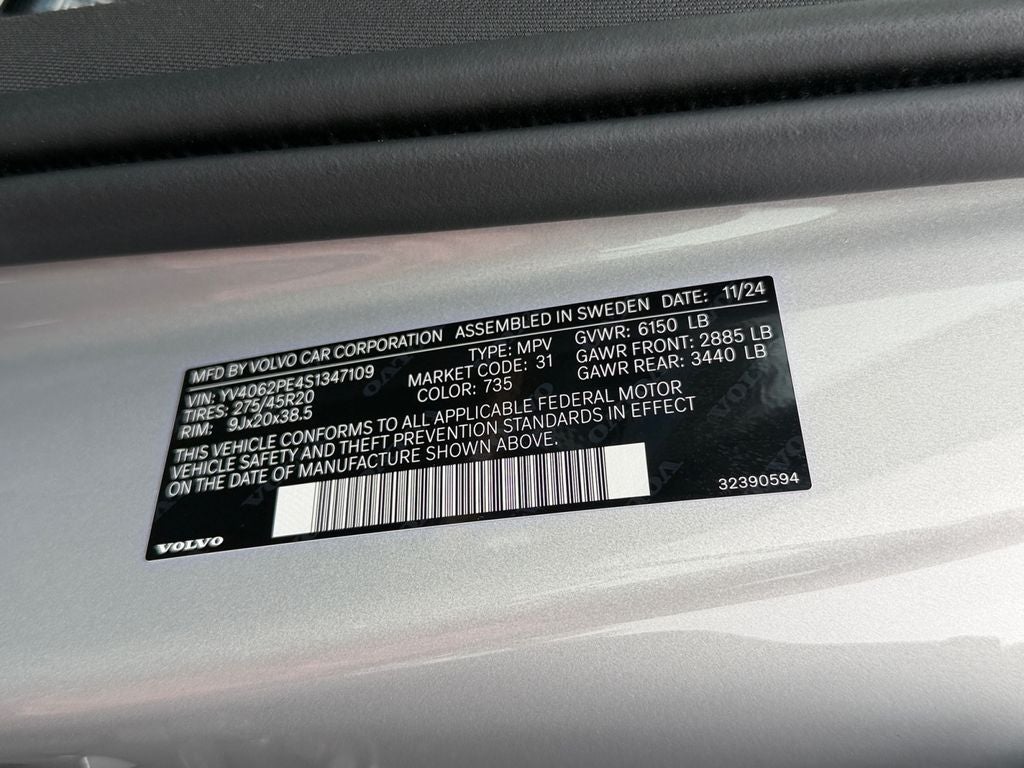 MFD BY VOLVO CAR CORPORATION ASSEMBLED IN SWEDEN DATE: 11/24
VIN: YV4062PE4S1347109 TYPE: MPV GVWR: 6150 LB
TIRES: 275/45R20 MARKET CODE: 31 GAWR FRONT: 2885 LB
RIM: 9Jx20x38.5 COLOR: 735 GAWR REAR: 3440 LB
THIS VEHICLE CONFORMS TO ALL APPLICABLE FEDERAL MOTOR
VEHICLE SAFETY AND THEFT PREVENTION STANDARDS IN EFFECT
ON THE DATE OF MANUFACTURE SHOWN ABOVE.
32390594
VOLVO